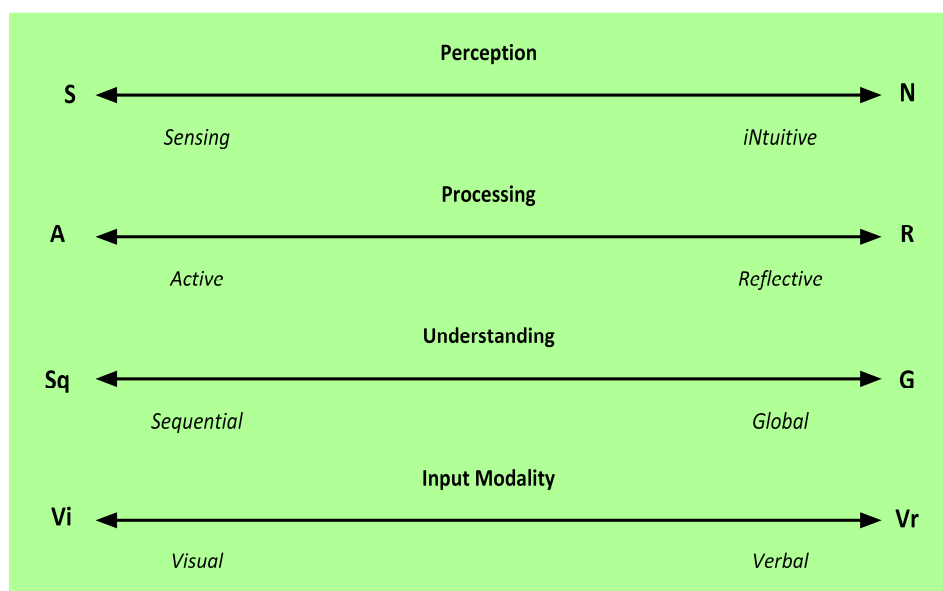 Perception
S N
Sensing iNtuitive
Processing
A R
Active Reflective
Understanding
Sq G
Sequential Global
Input Modality
Vi Vr
Visual Verbal